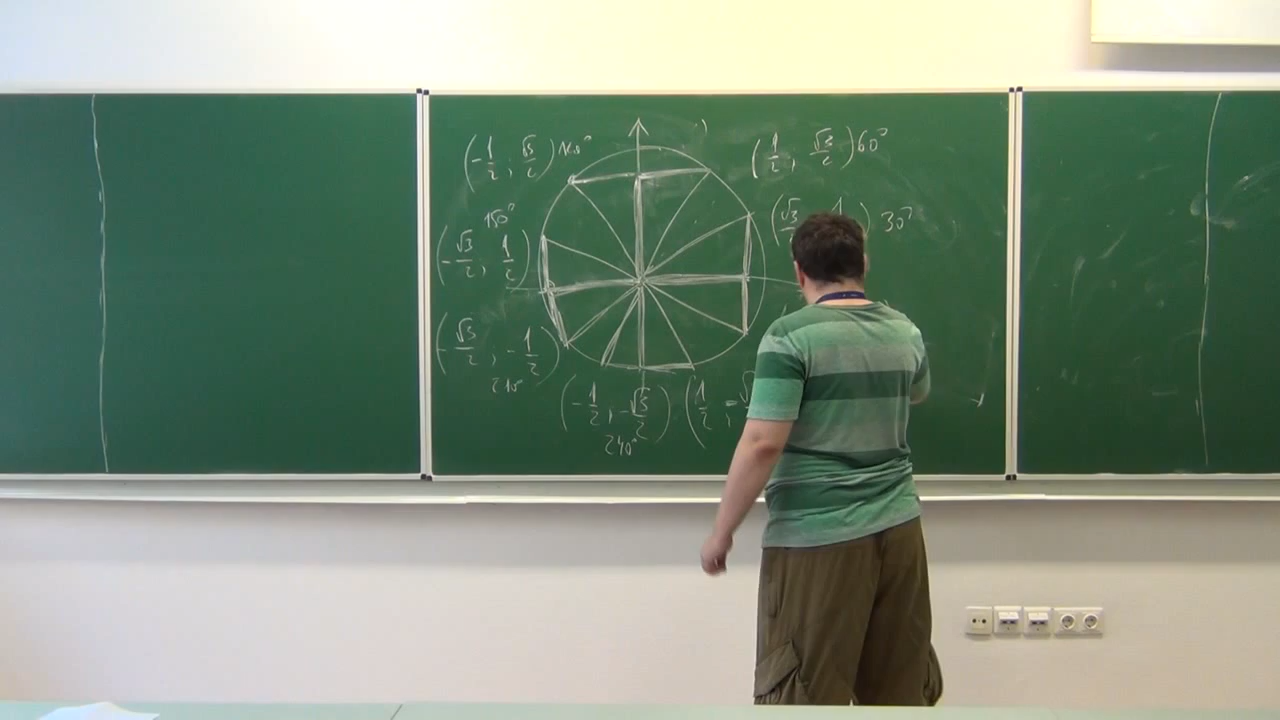 (-1/2, √3/2) 120°
(1/2, √3/2) 60°
150°
(-√3/2, 1/2)
(√3/2, 1
) 30°
(-√3/2, -1/2)
210
(-1/2, -√3/2) (1/2, -√
240°